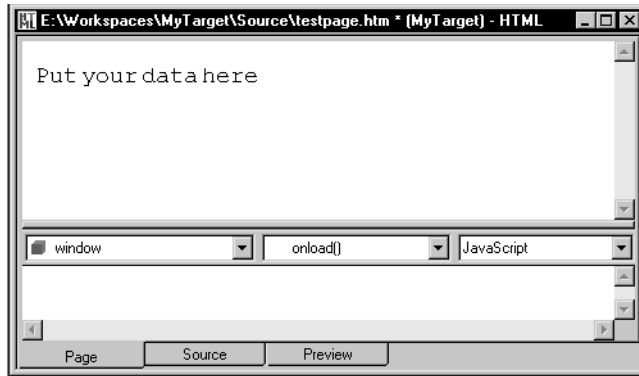 E:\Workspaces\MyTarget\Source\testpage.htm * (MyTarget) - HTML
Put your data here
window onload() JavaScript
Page Source Preview